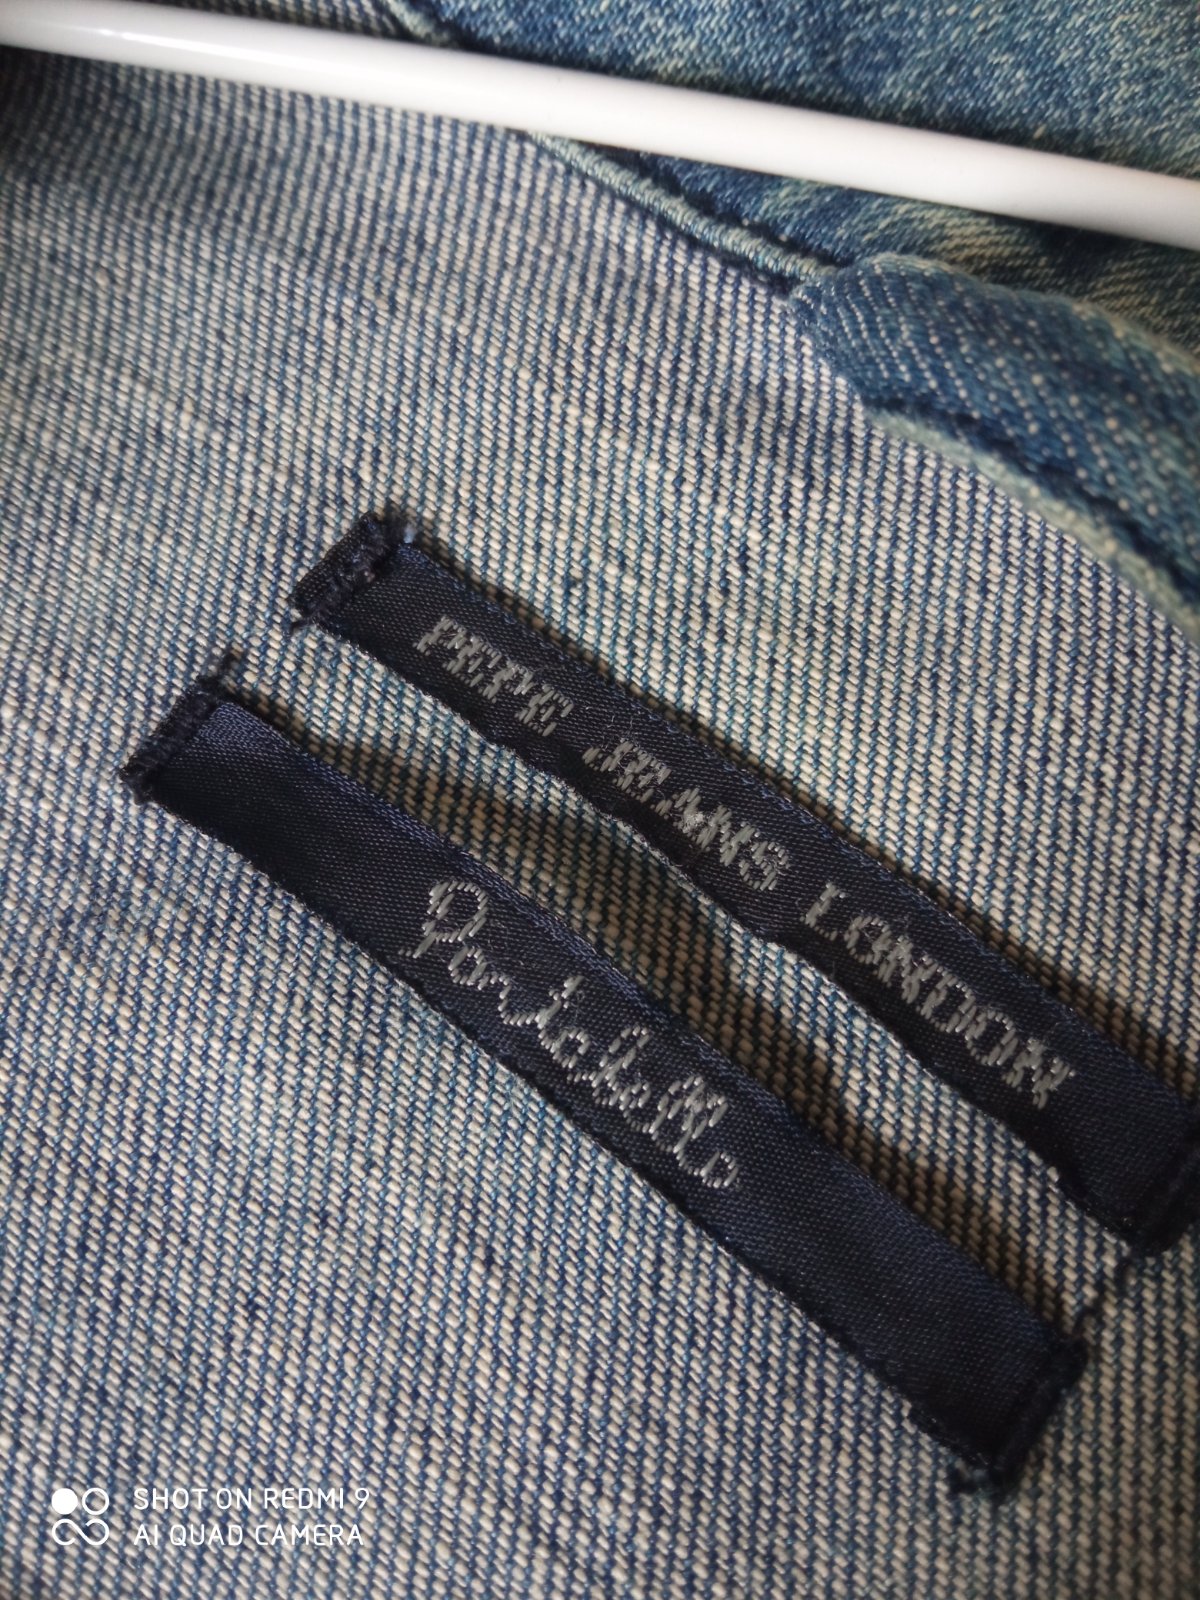 PEPE JEANS LONDON
Portobello
SHOT ON REDMI 9
AI QUAD CAMERA